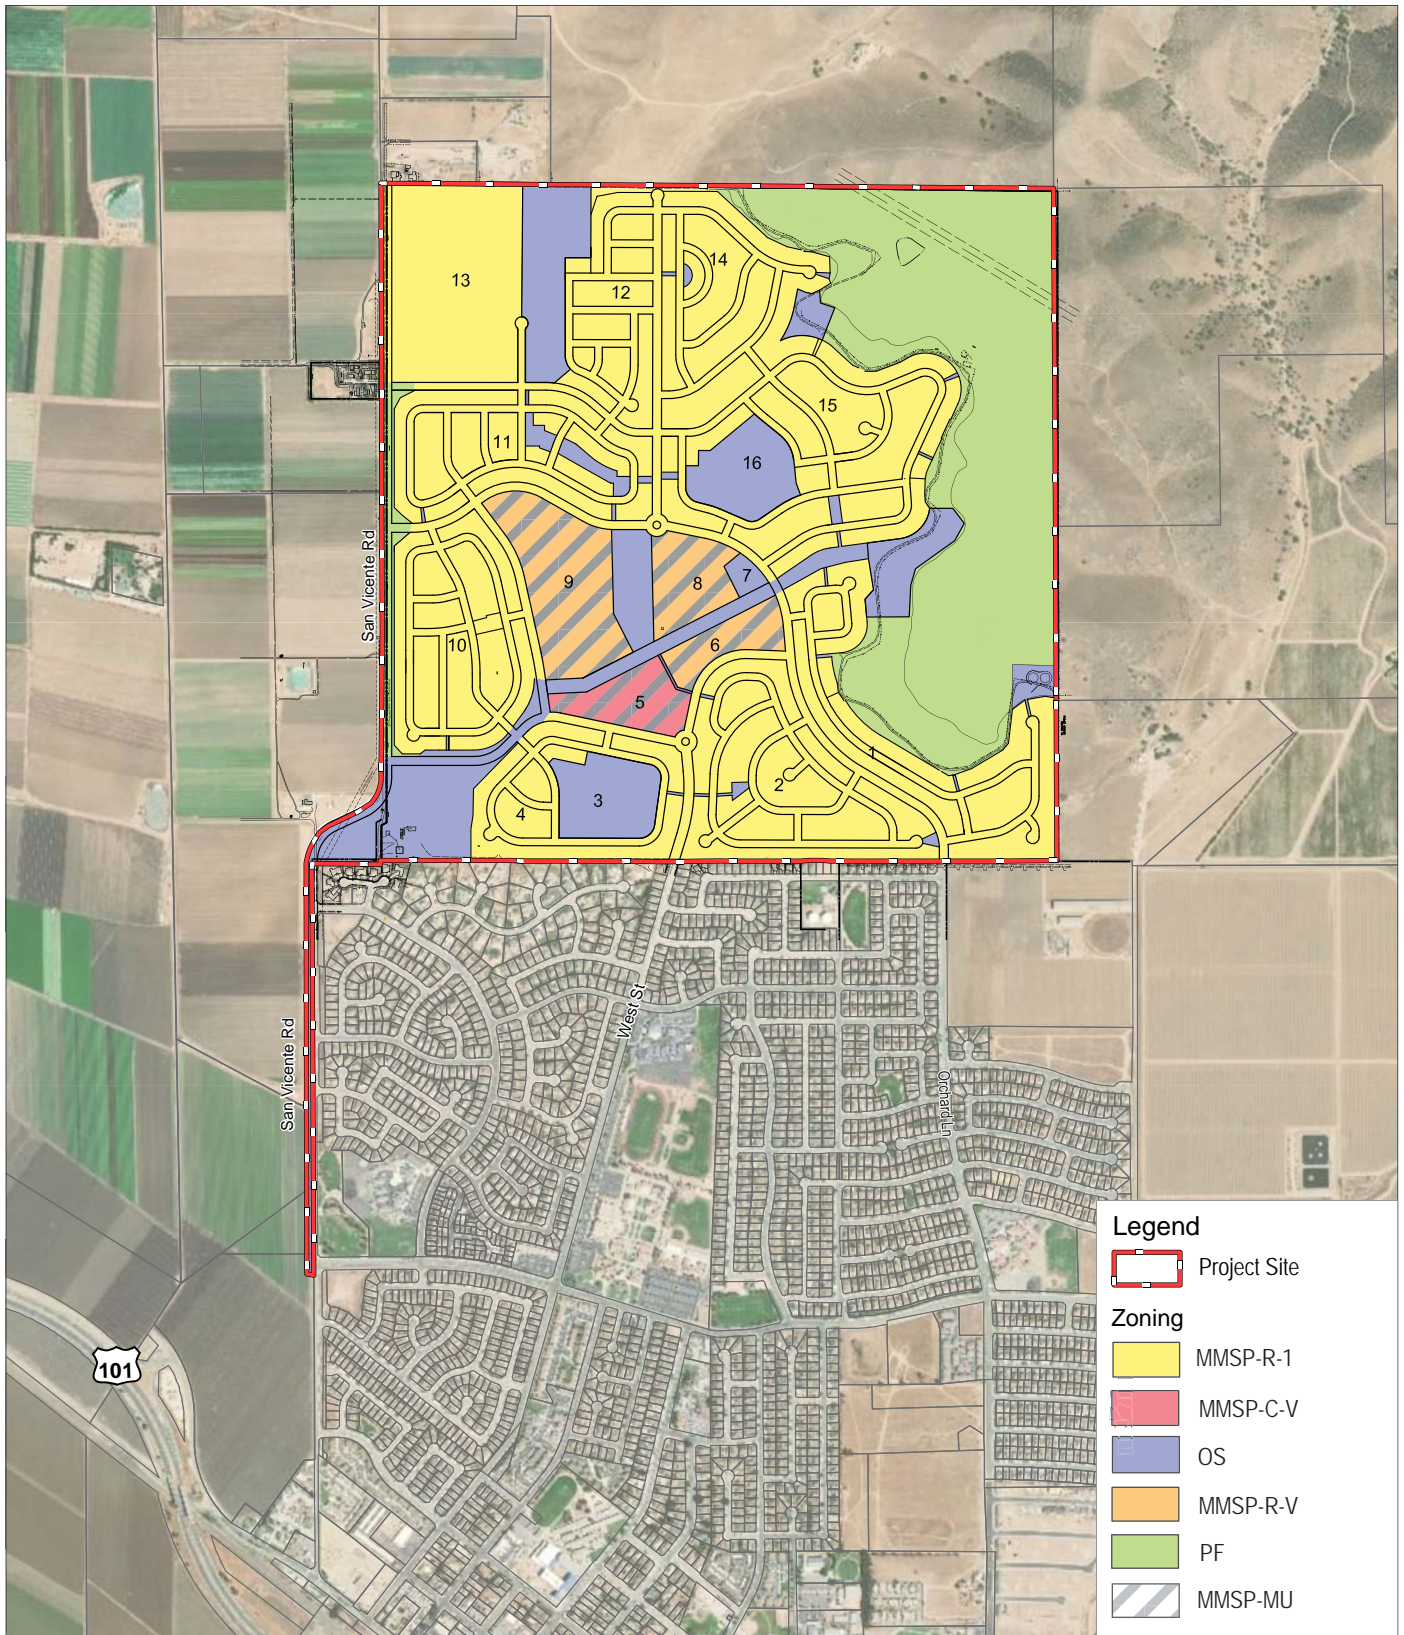 13
14
12
15
11
16
San Vicente Rd
9
8
7
10
6
5
1
2
3
4
West St
San Vicente Rd
Orchard Ln
101
Legend
Project Site
Zoning
MMSP-R-1
MMSP-C-V
OS
MMSP-R-V
PF
MMSP-MU